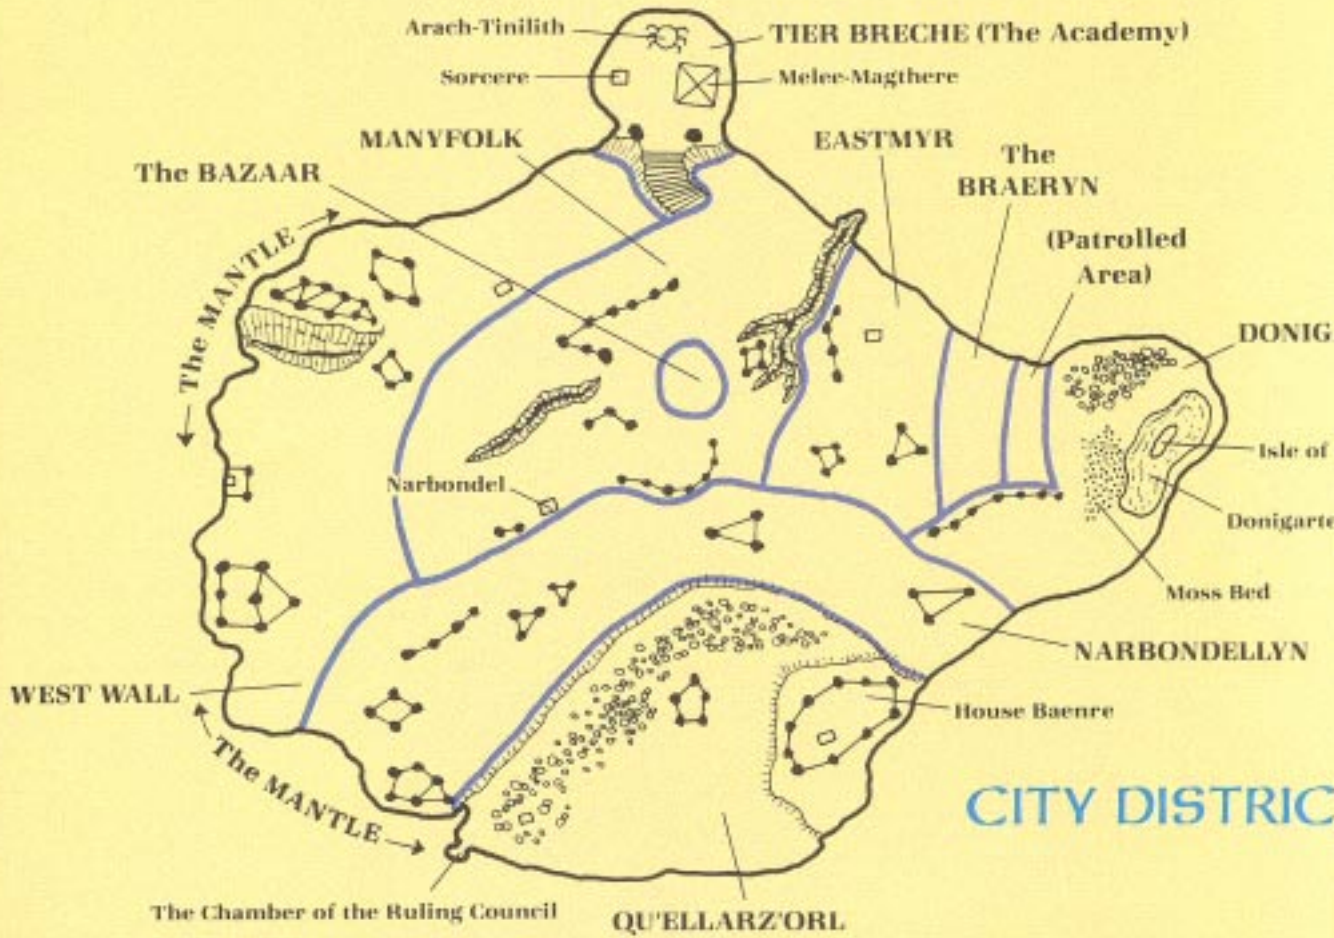 Arach-Tinilith
TIER BRECHE (The Academy)
Sorcere
Melee-Magthere
MANYFOLK
EASTMYR
The
BRAERYN
The BAZAAR
(Patrolled
Area)
The MANTLE
DONIG
Isle of
Narbondel
Donigarte
Moss Bed
NARBONDELLYN
WEST WALL
House Baenre
The MANTLE
CITY DISTRIC
The Chamber of the Ruling Council
QU'ELLARZ'ORL